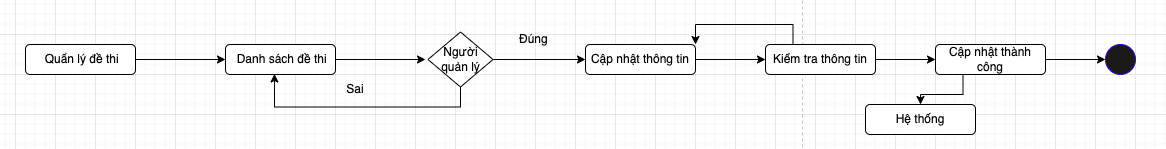 Quản lý đề thi
Danh sách đề thi
Người
quản lý
Đúng
Sai
Cập nhật thông tin
Kiểm tra thông tin
Cập nhật thành
công
Hệ thống